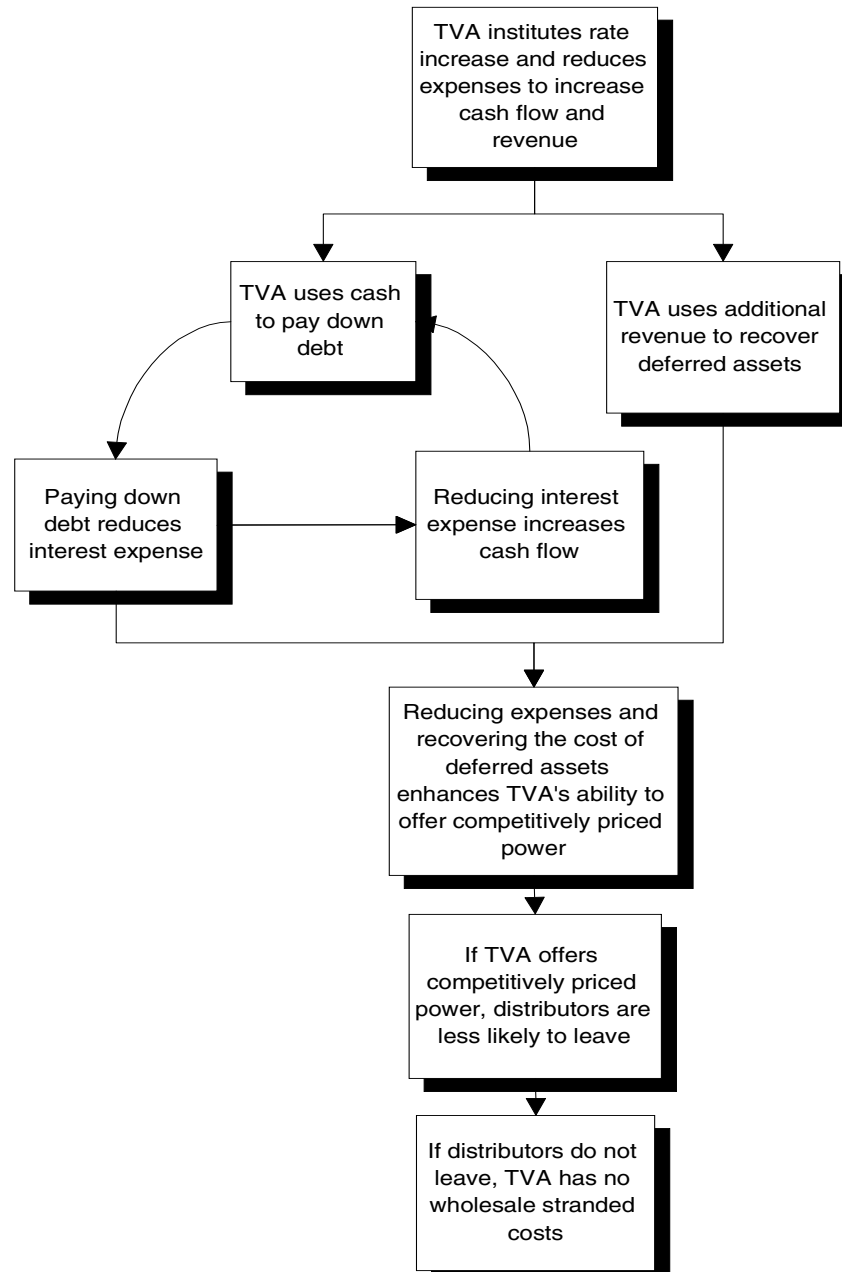 TVA institutes rate
increase and reduces
expenses to increase
cash flow and
revenue
TVA uses cash
to pay down
debt
TVA uses additional
revenue to recover
deferred assets
Paying down
debt reduces
interest expense
Reducing interest
expense increases
cash flow
Reducing expenses and
recovering the cost of
deferred assets
enhances TVA's ability to
offer competitively priced
power
If TVA offers
competitively priced
power, distributors are
less likely to leave
If distributors do not
leave, TVA has no
wholesale stranded
costs